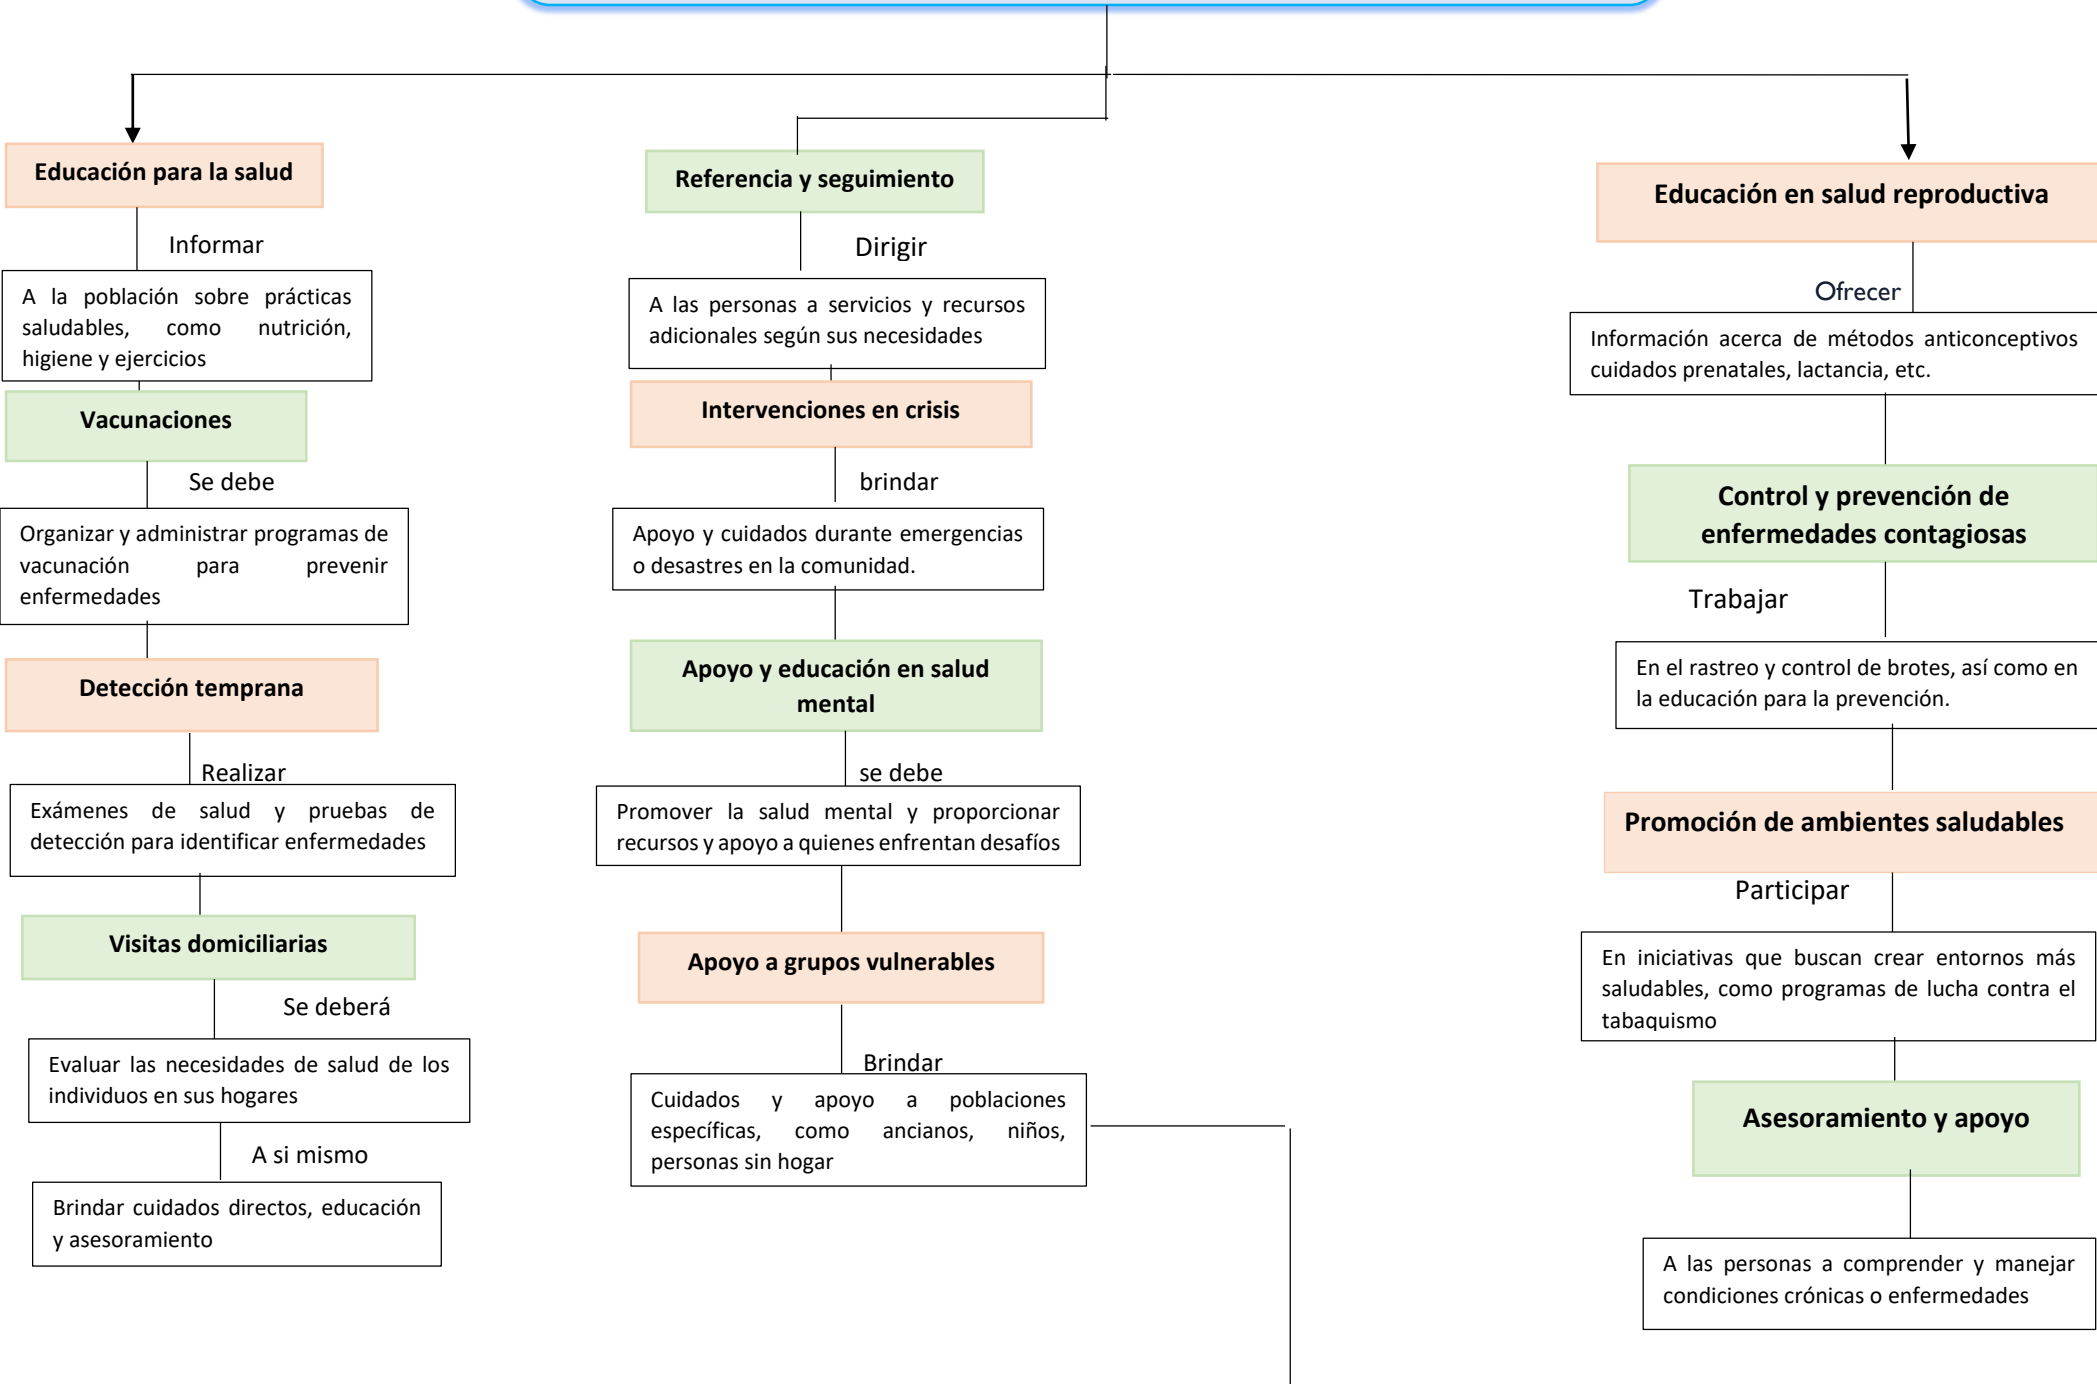 Educación para la salud
Informar
A la población sobre prácticas
saludables, como nutrición,
higiene y ejercicios
Vacunaciones
Se debe
Organizar y administrar programas de
vacunación para prevenir
enfermedades
Detección temprana
Realizar
Exámenes de salud y pruebas de
detección para identificar enfermedades
Visitas domiciliarias
Se deberá
Evaluar las necesidades de salud de los
individuos en sus hogares
A si mismo
Brindar cuidados directos, educación
y asesoramiento
Referencia y seguimiento
Dirigir
A las personas a servicios y recursos
adicionales según sus necesidades
Intervenciones en crisis
brindar
Apoyo y cuidados durante emergencias
o desastres en la comunidad.
Apoyo y educación en salud
mental
se debe
Promover la salud mental y proporcionar
recursos y apoyo a quienes enfrentan desafíos
Apoyo a grupos vulnerables
Brindar
Cuidados y apoyo a poblaciones
específicas, como ancianos, niños,
personas sin hogar
Educación en salud reproductiva
Ofrecer
Información acerca de métodos anticonceptivos
cuidados prenatales, lactancia, etc.
Control y prevención de
enfermedades contagiosas
Trabajar
En el rastreo y control de brotes, así como en
la educación para la prevención.
Promoción de ambientes saludables
Participar
En iniciativas que buscan crear entornos más
saludables, como programas de lucha contra el
tabaquismo
Asesoramiento y apoyo
A las personas a comprender y manejar
condiciones crónicas o enfermedades